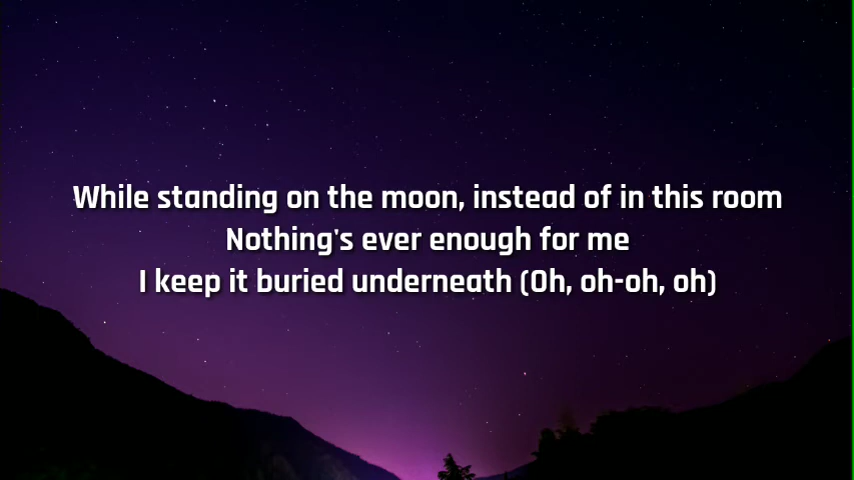 While standing on the moon, instead of in this room
Nothing's ever enough for me
I keep it buried underneath (Oh, oh-oh, oh)